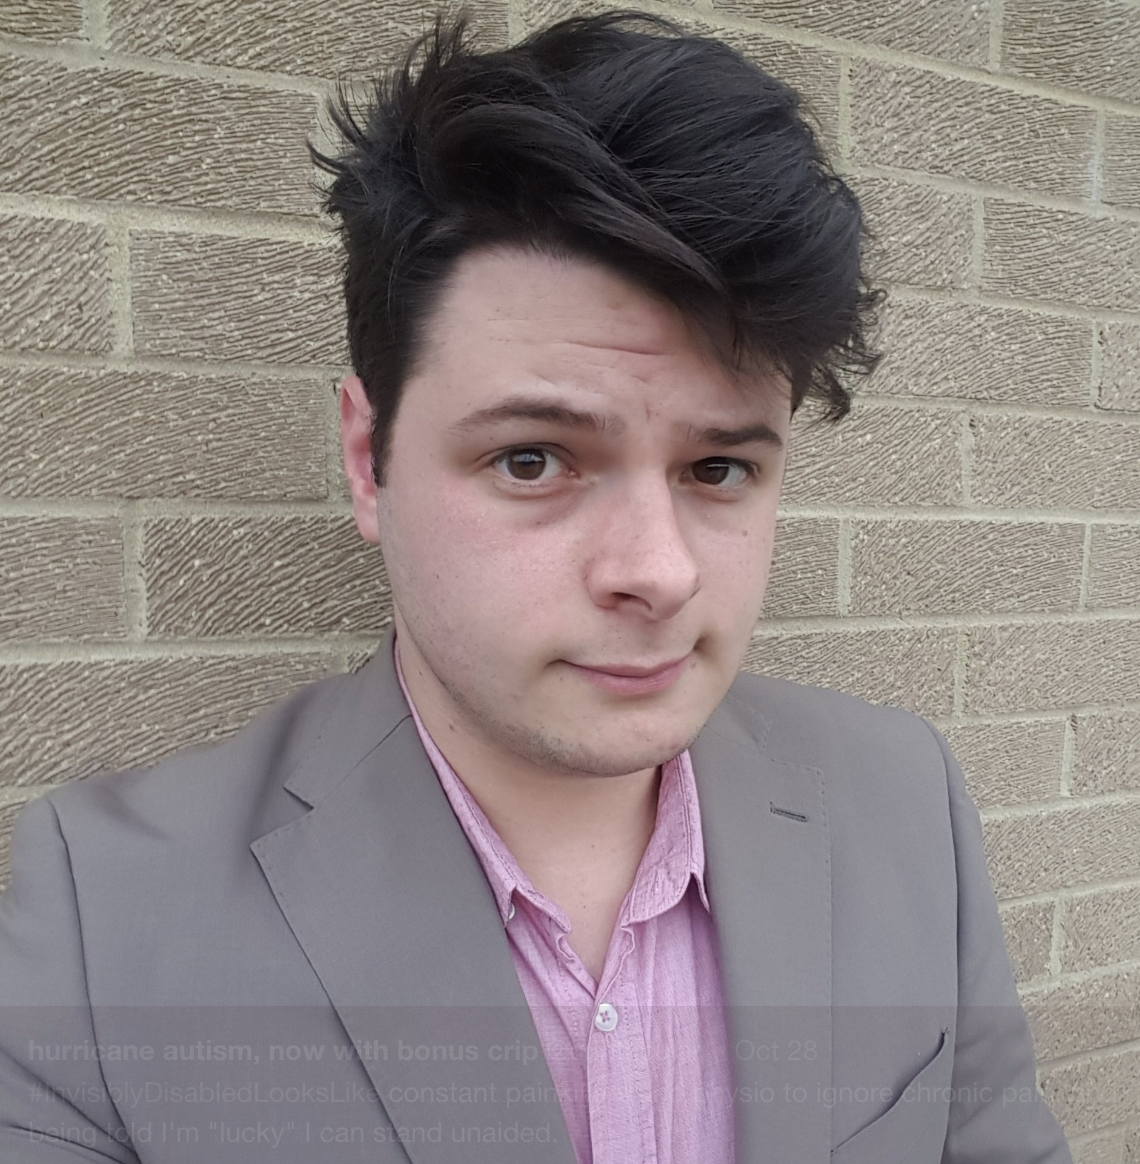 hurricane autism, now with bonus crip Oct 28
#InvisiblyDisabledLooksLike constant physio to ignore chronic
being told I'm "lucky" I can stand unaided.